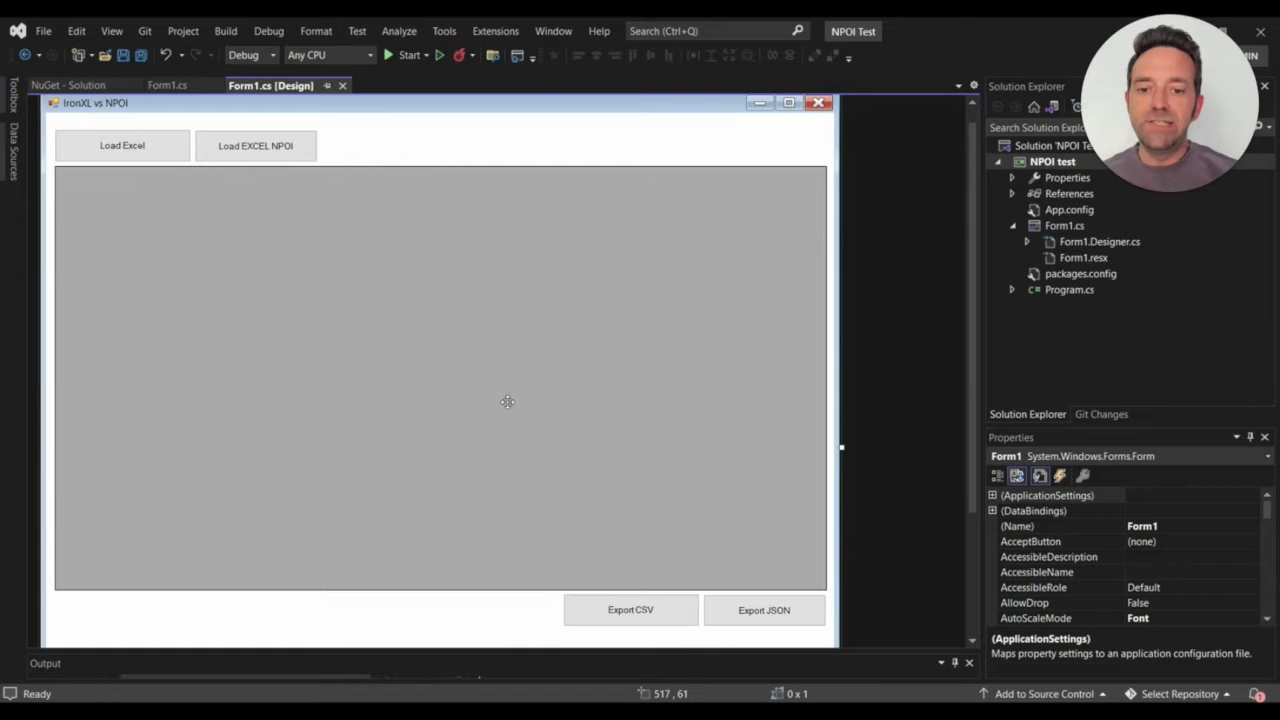 File Edit View Git Project Build Debug Format Test Analyze Tools Extensions Window Help Search (Ctrl+Q) NPOI Test
Debug Any CPU Start
NuGet - Solution Form1.cs Form1.cs [Design]
Toolbox
Data Sources
IronXL vs NPOI
Load Excel Load EXCEL NPOI
Export CSV Export JSON
Output
Solution Explorer
Search Solution Explo
Solution 'NPOI Te
NPOI test
Properties
References
App.config
Form1.cs
Form1.Designer.cs
Form1.resx
packages.config
Program.cs
Solution Explorer Git Changes
Properties
Form1 System.Windows.Forms.Form
(ApplicationSettings)
(DataBindings)
(Name) Form1
AcceptButton (none)
AccessibleDescription
AccessibleName
AccessibleRole Default
AllowDrop False
AutoScaleMode Font
(ApplicationSettings)
Maps property settings to an application configuration file.
Ready 517 , 61 0 x 1 Add to Source Control Select Repository 1